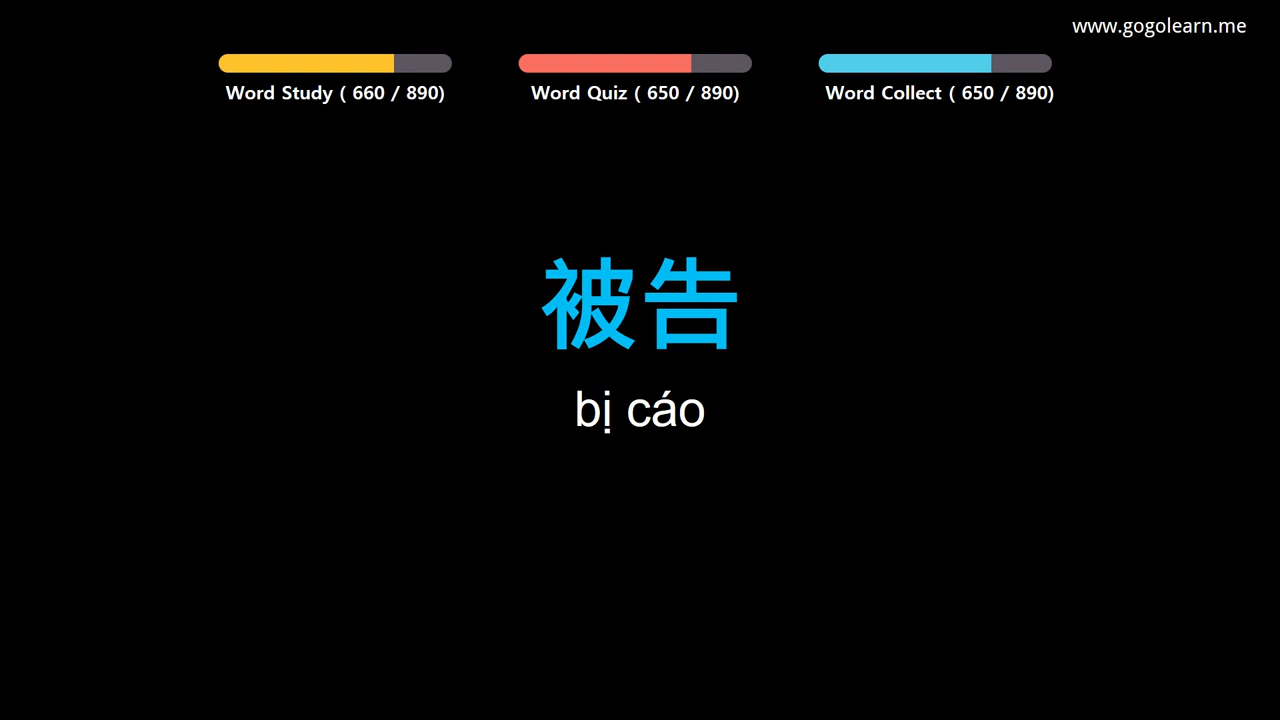 www.gogolearn.me
Word Study ( 660 / 890)
Word Quiz ( 650 / 890)
Word Collect ( 650 / 890)
被告
bị cáo